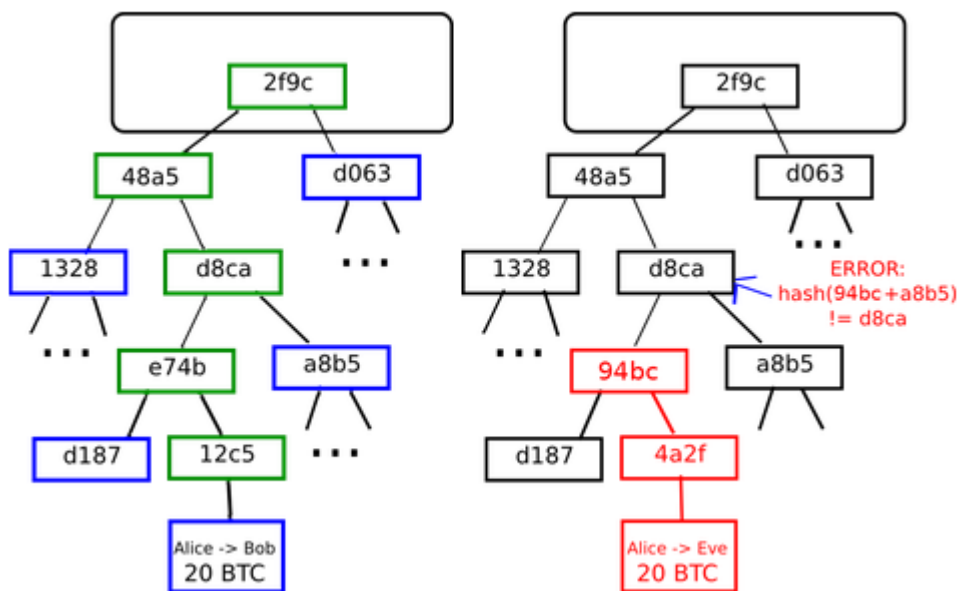 2f9c
48a5
d063
1328
d8ca
...
...
e74b
a8b5
d187
12c5
...
Alice -> Bob
20 BTC
2f9c
48a5
d063
...
1328
d8ca
ERROR:
hash(94bc+a8b5)
!= d8ca
...
94bc
a8b5
d187
4a2f
Alice -> Eve
20 BTC